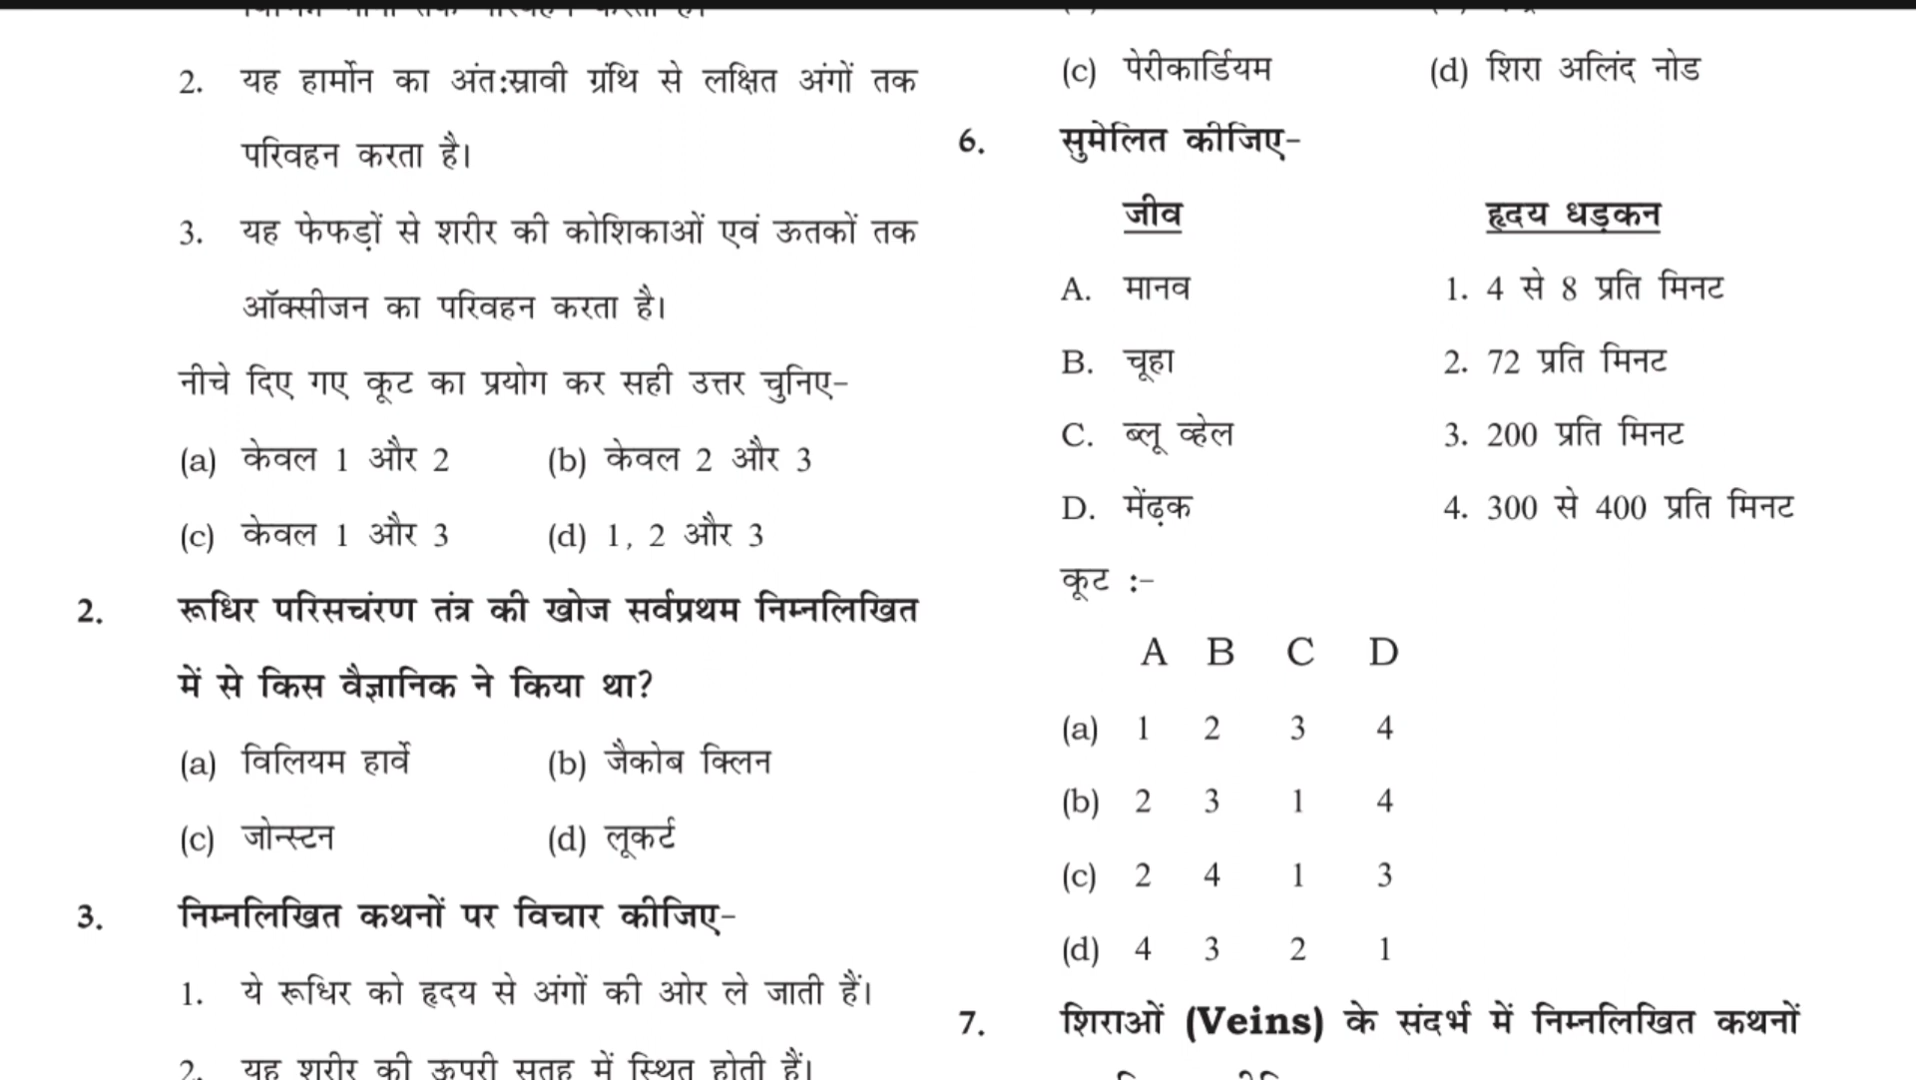 2. यह हार्मोन का अंत:स्रावी ग्रंथि से लक्षित अंगों तक
परिवहन करता है।
3. यह फेफड़ों से शरीर की कोशिकाओं एवं ऊतकों तक
ऑक्सीजन का परिवहन करता है।
नीचे दिए गए कूट का प्रयोग कर सही उत्तर चुनिए-
(a) केवल 1 और 2 (b) केवल 2 और 3
(c) केवल 1 और 3 (d) 1, 2 और 3
2. रूधिर परिसचंरण तंत्र की खोज सर्वप्रथम निम्नलिखित
में से किस वैज्ञानिक ने किया था?
(a) विलियम हार्वे (b) जैकोब क्लिन
(c) जोन्स्टन (d) लूकर्ट
3. निम्नलिखित कथनों पर विचार कीजिए-
1. ये रूधिर को हृदय से अंगों की ओर ले जाती हैं।
2. यह शरीर की ऊपरी सतह में स्थित होती हैं।
(c) पेरीकार्डियम (d) शिरा अलिंद नोड
6. सुमेलित कीजिए-
जीव हृदय धड़कन
A. मानव 1. 4 से 8 प्रति मिनट
B. चूहा 2. 72 प्रति मिनट
C. ब्लू व्हेल 3. 200 प्रति मिनट
D. मेंढ़क 4. 300 से 400 प्रति मिनट
कूट :-
A B C D
(a) 1 2 3 4
(b) 2 3 1 4
(c) 2 4 1 3
(d) 4 3 2 1
7. शिराओं (Veins) के संदर्भ में निम्नलिखित कथनों